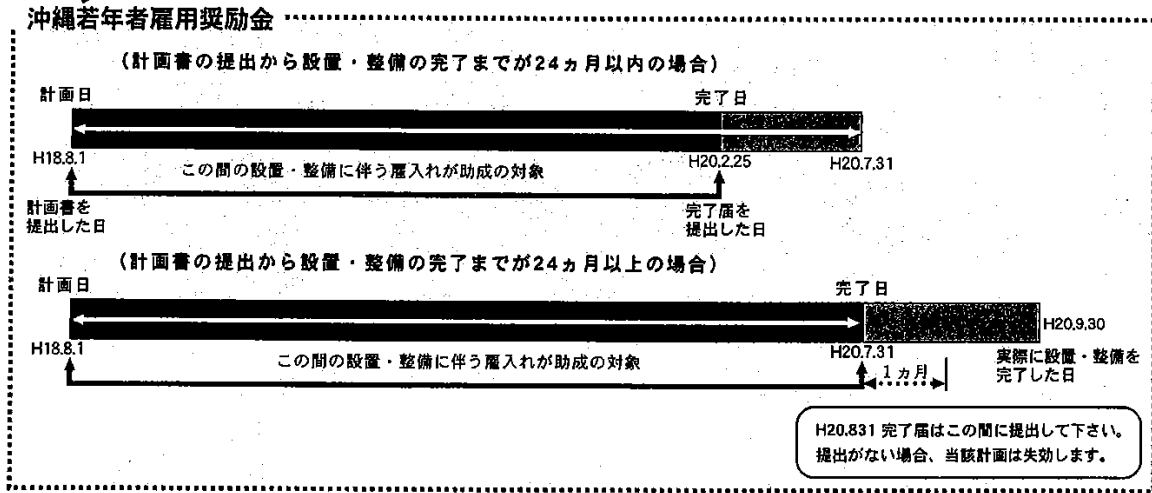 沖縄若年者雇用奨励金
(計画書の提出から設置・整備の完了までが24ヵ月以内の場合)
計画日
完了日
H18.8.1
この間の設置・整備に伴う雇入れが助成の対象
H20.2.25
H20.7.31
計画書を
提出した日
完了届を
提出した日
(計画書の提出から設置・整備の完了までが24ヵ月以上の場合)
計画日
完了日
H20.9.30
H18.8.1
この間の設置・整備に伴う雇入れが助成の対象
H20.7.31
1ヵ月
実際に設置・整備を
完了した日
H20.831 完了届はこの間に提出して下さい。
提出がない場合、当該計画は失効します。